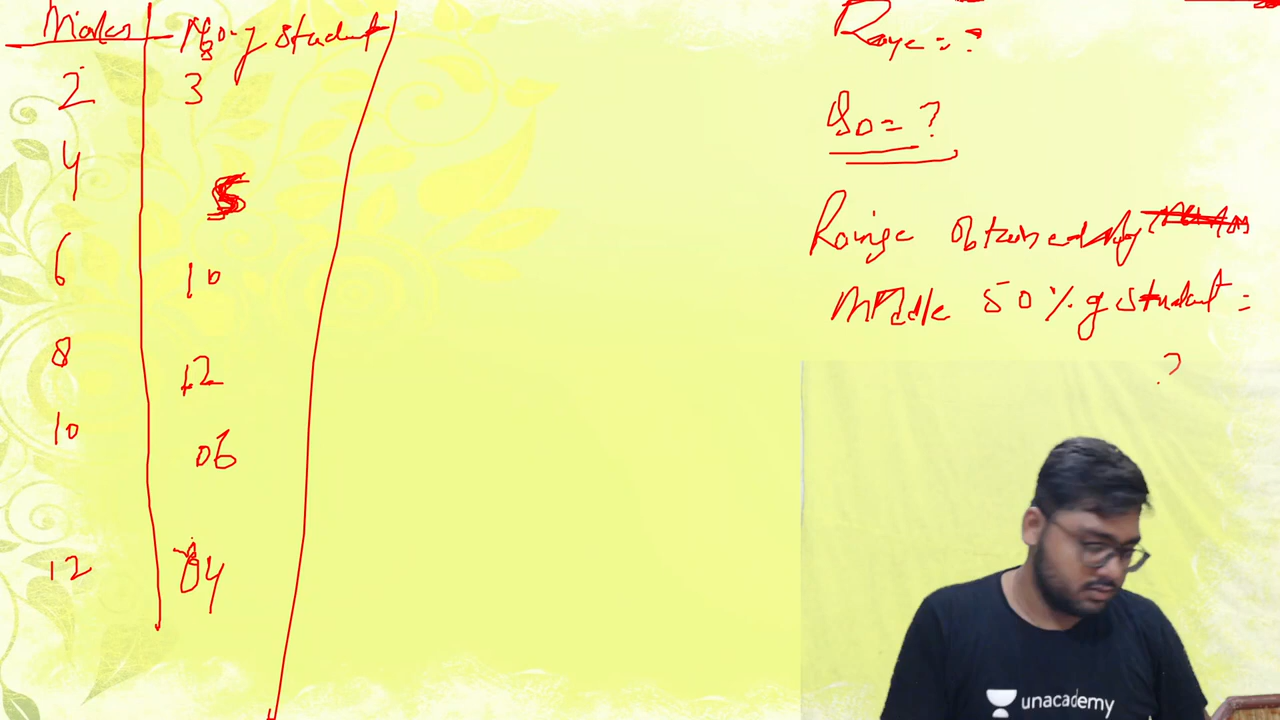 Marks No. of student
2 3
4 5
6 10
8 12
10 06
12 04
Range = ?
QD = ?
Range obtained by
Middle 50% of student =
?
unacademy